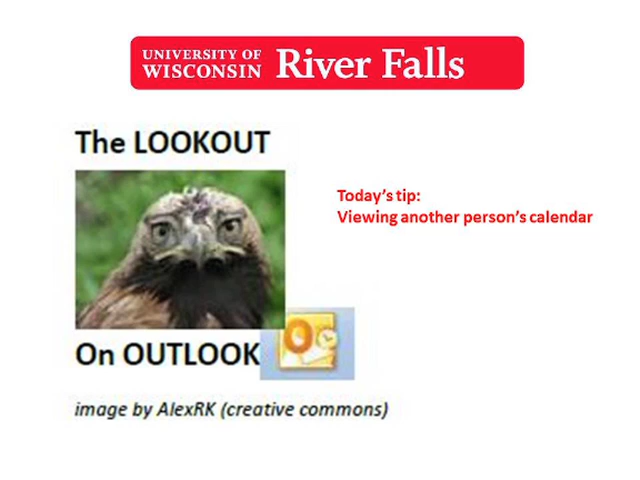 UNIVERSITY OF
WISCONSIN
River Falls
The LOOKOUT
Today's tip:
Viewing another person's calendar
On OUTLOOK
image by AlexRK (creative commons)